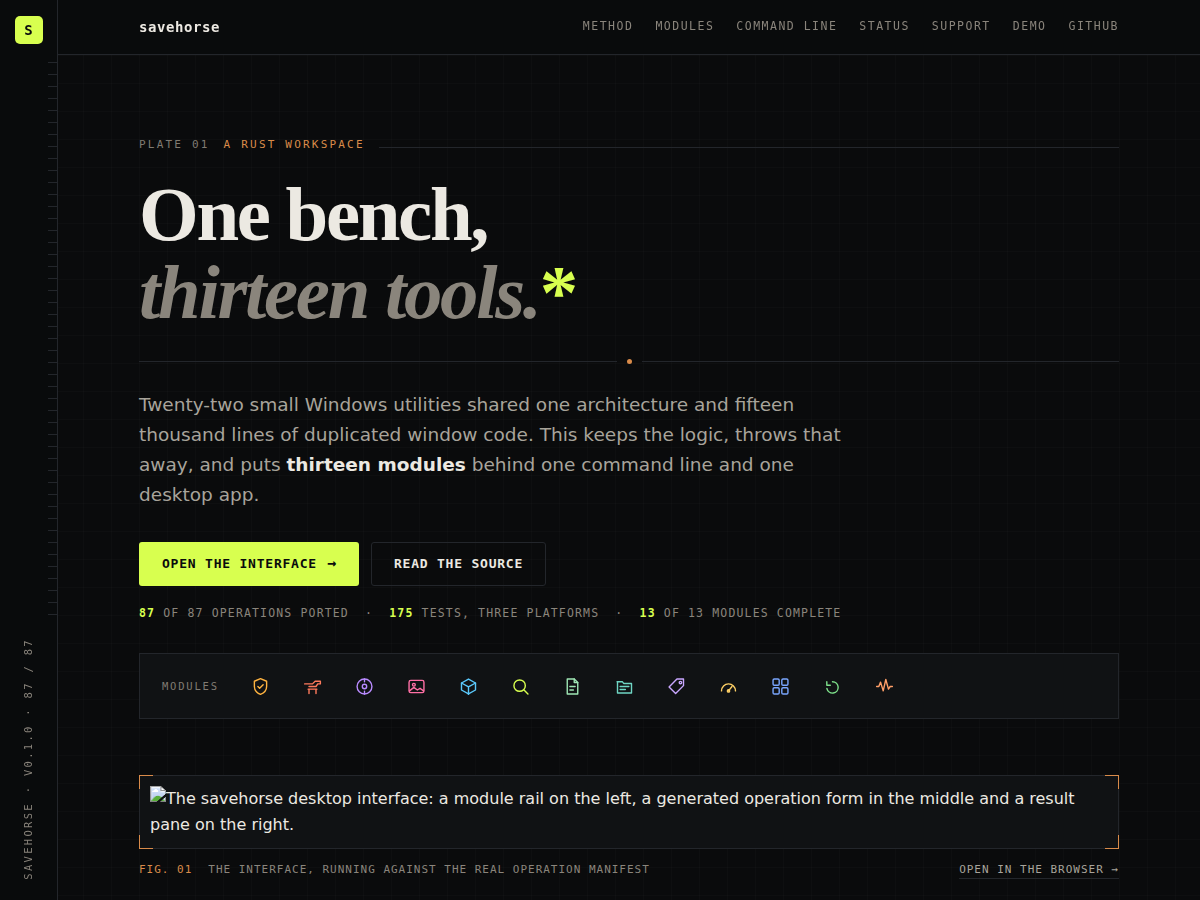 S
savehorse
METHOD MODULES COMMAND LINE STATUS SUPPORT DEMO GITHUB
PLATE 01 A RUST WORKSPACE
One bench,
thirteen tools.*
Twenty-two small Windows utilities shared one architecture and fifteen
thousand lines of duplicated window code. This keeps the logic, throws that
away, and puts thirteen modules behind one command line and one
desktop app.
OPEN THE INTERFACE →
READ THE SOURCE
87 OF 87 OPERATIONS PORTED · 175 TESTS, THREE PLATFORMS · 13 OF 13 MODULES COMPLETE
MODULES
The savehorse desktop interface: a module rail on the left, a generated operation form in the middle and a result
pane on the right.
FIG. 01 THE INTERFACE, RUNNING AGAINST THE REAL OPERATION MANIFEST
OPEN IN THE BROWSER →
SAVEHORSE · V0.1.0 · 87 / 87